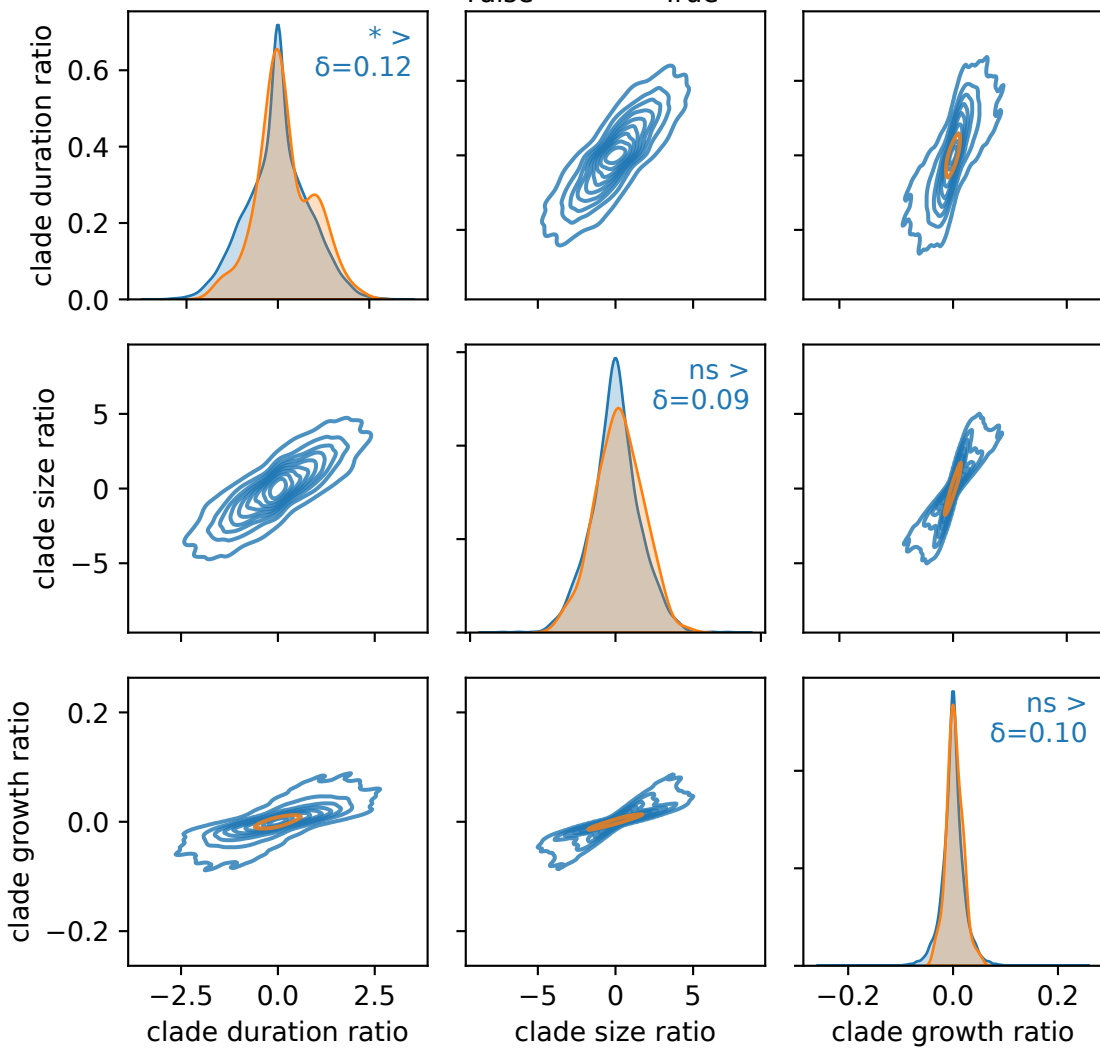 * >
δ=0.12
clade duration ratio
0.6
0.4
0.2
0.0
ns >
δ=0.09
clade size ratio
5
0
−5
ns >
δ=0.10
clade growth ratio
0.2
0.0
−0.2
−2.5 0.0 2.5 −5 0 5 −0.2 0.0 0.2
clade duration ratio clade size ratio clade growth ratio